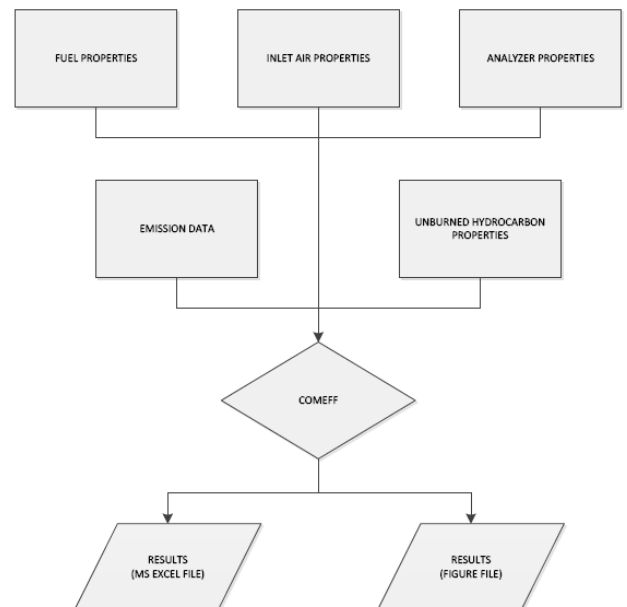 FUEL PROPERTIES
INLET AIR PROPERTIES
ANALYZER PROPERTIES
EMISSION DATA
UNBURNED HYDROCARBON
PROPERTIES
COMEFF
RESULTS
(MS EXCEL FILE)
RESULTS
(FIGURE FILE)